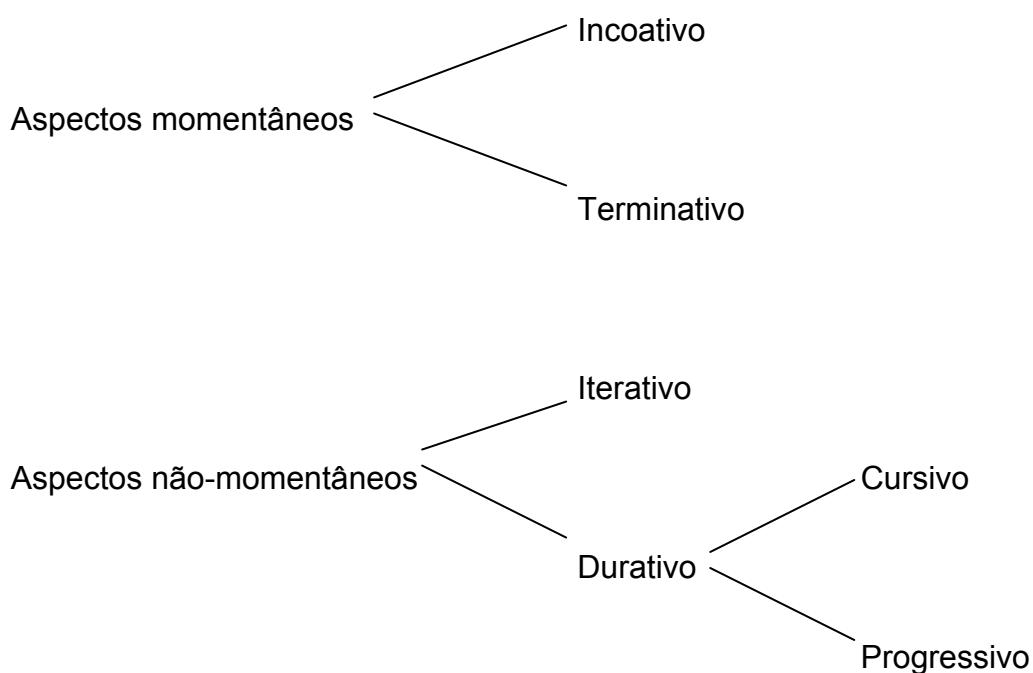 Incoativo
Aspectos momentâneos
Terminativo
Iterativo
Aspectos não-momentâneos
Cursivo
Durativo
Progressivo